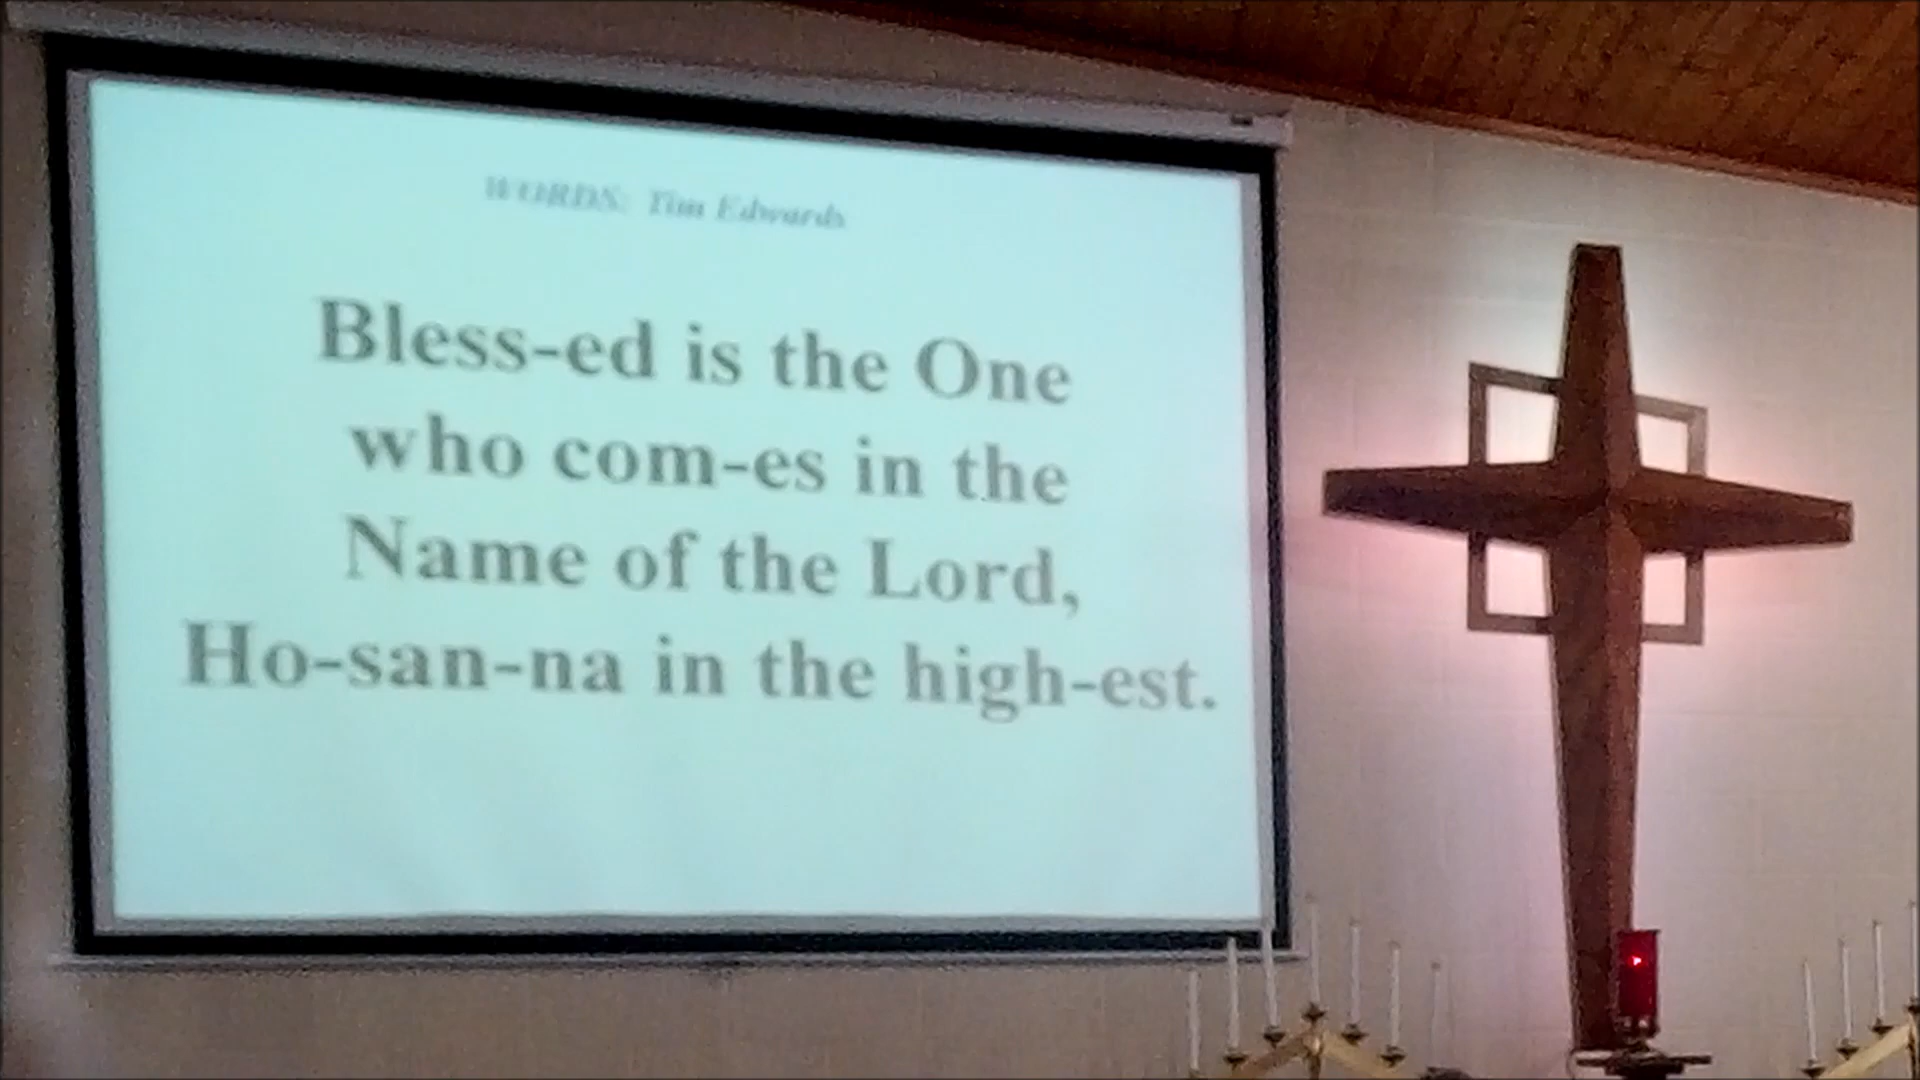 WORDS: Tim Edwards
Bless-ed is the One
who com-es in the
Name of the Lord,
Ho-san-na in the high-est.